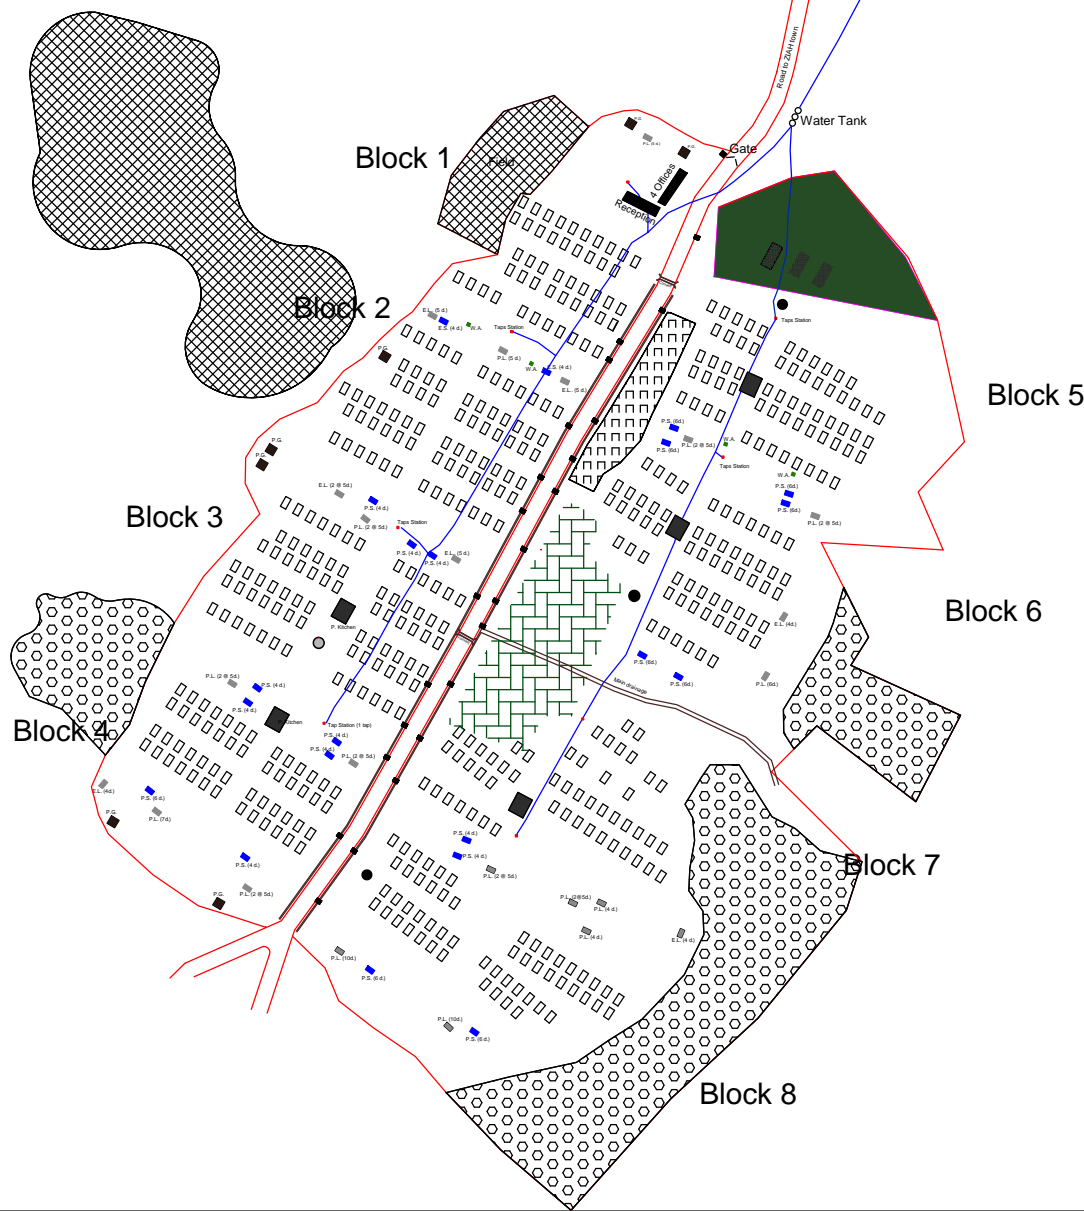 Road to ZIAH town
Water Tank
P.G.
P.L. (5 d.)
P.G.
Gate
Block 1
Field
4 Offices
Reception
Block 2
E.L. (5 d.)
E.S. (4 d.)
W.A.
Taps Station
Taps Station
P.G.
P.L. (5 d.)
W.A.
E.S. (4 d.)
E.L. (5 d.)
Block 5
P.S. (6d.)
P.L. (2 @ 5d.)
W.A.
P.S. (6d.)
P.G.
P.G.
Taps Station
W.A.
E.L. (2 @ 5d.)
P.S. (6d.)
P.S. (4 d.)
P.S. (6d.)
Block 3
P.L. (2 @ 5d.)
Taps Station
P.L. (2 @ 5d.)
P.S. (4 d.)
E.L. (5 d.)
P.S. (4 d.)
Block 6
P. Kitchen
E.L. (4d.)
P.S. (6d.)
P.L. (2 @ 5d.)
P.S. (4 d.)
P.S. (6d.)
P.L. (6d.)
Main drainage
P.S. (4 d.)
Kitchen
Tap Station (1 tap)
Block 4
P.S. (4 d.)
P.S. (4 d.)
P.L. (2 @ 5d.)
E.L. (4d.)
P.S. (6 d.)
P.L. (7d.)
P.G.
P.S. (4 d.)
P.S. (4 d.)
P.S. (4 d.)
Block 7
P.L. (2 @ 5d.)
P.L. (2 @ 5d.)
P.G.
P.L. (2@5d.)
P.L. (4 d.)
P.L. (4 d.)
E.L. (4 d.)
P.L. (10d.)
P.S. (6 d.)
P.L. (10d.)
P.S. (6 d.)
Block 8